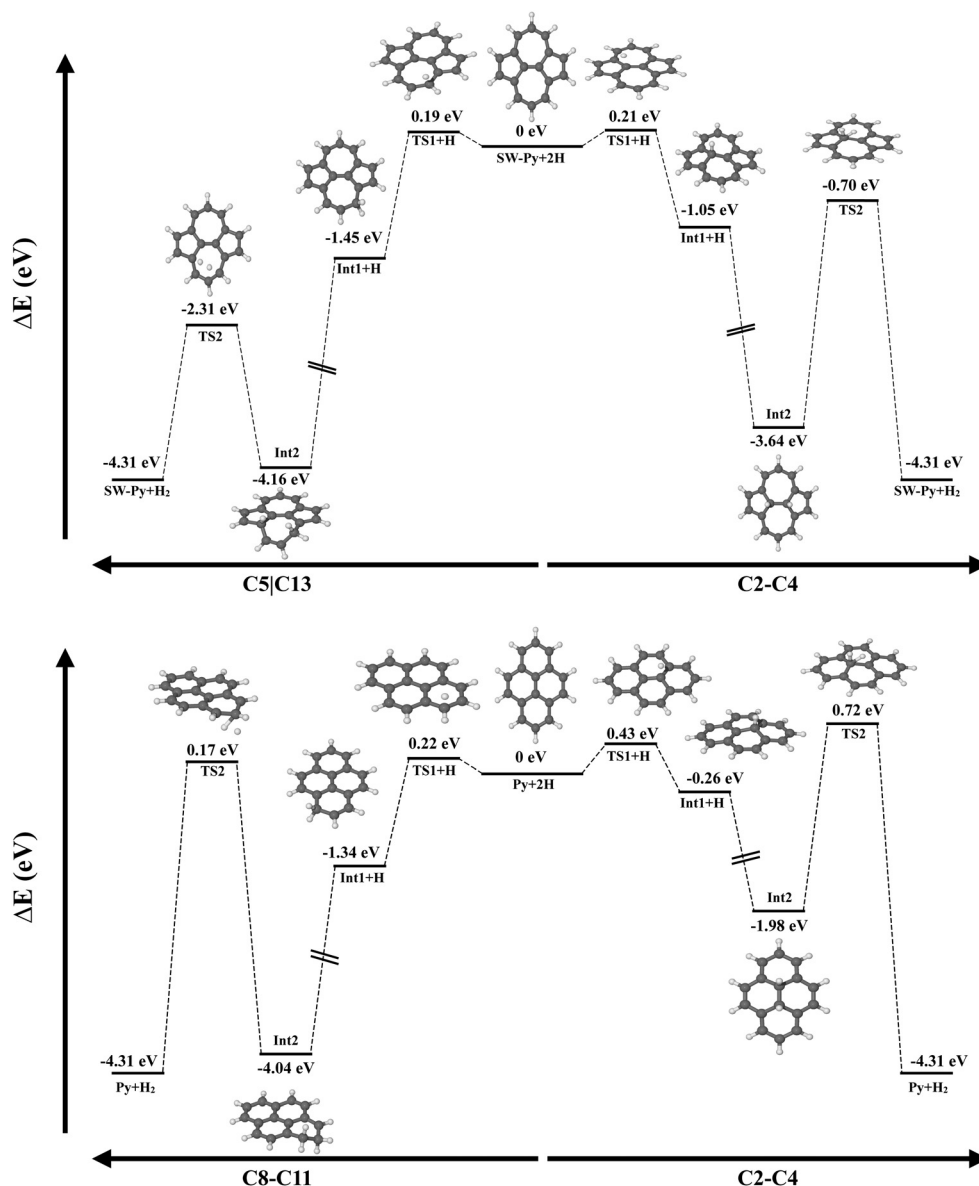 0.19 eV
TS1+H
0 eV
SW-Py+2H
0.21 eV
TS1+H
-1.45 eV
Int1+H
-1.05 eV
Int1+H
-0.70 eV
TS2
-2.31 eV
TS2
ΔE (eV)
-4.31 eV
SW-Py+H₂
Int2
-4.16 eV
Int2
-3.64 eV
-4.31 eV
SW-Py+H₂
C5|C13
C2-C4
0.17 eV
TS2
0.22 eV
TS1+H
0 eV
Py+2H
0.43 eV
TS1+H
0.72 eV
TS2
-0.26 eV
Int1+H
-1.34 eV
Int1+H
ΔE (eV)
Int2
-1.98 eV
-4.31 eV
Py+H₂
Int2
-4.04 eV
-4.31 eV
Py+H₂
C8-C11
C2-C4